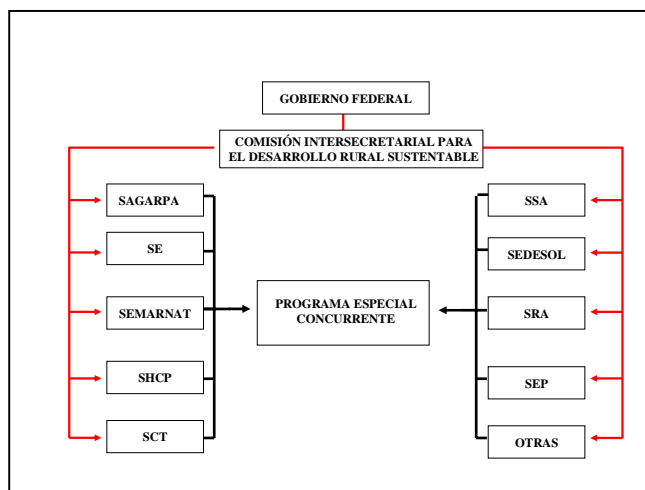 GOBIERNO FEDERAL
COMISIÓN INTERSECRETARIAL PARA
EL DESARROLLO RURAL SUSTENTABLE
SAGARPA
SE
SEMARNAT
SHCP
SCT
PROGRAMA ESPECIAL
CONCURRENTE
SSA
SEDESOL
SRA
SEP
OTRAS